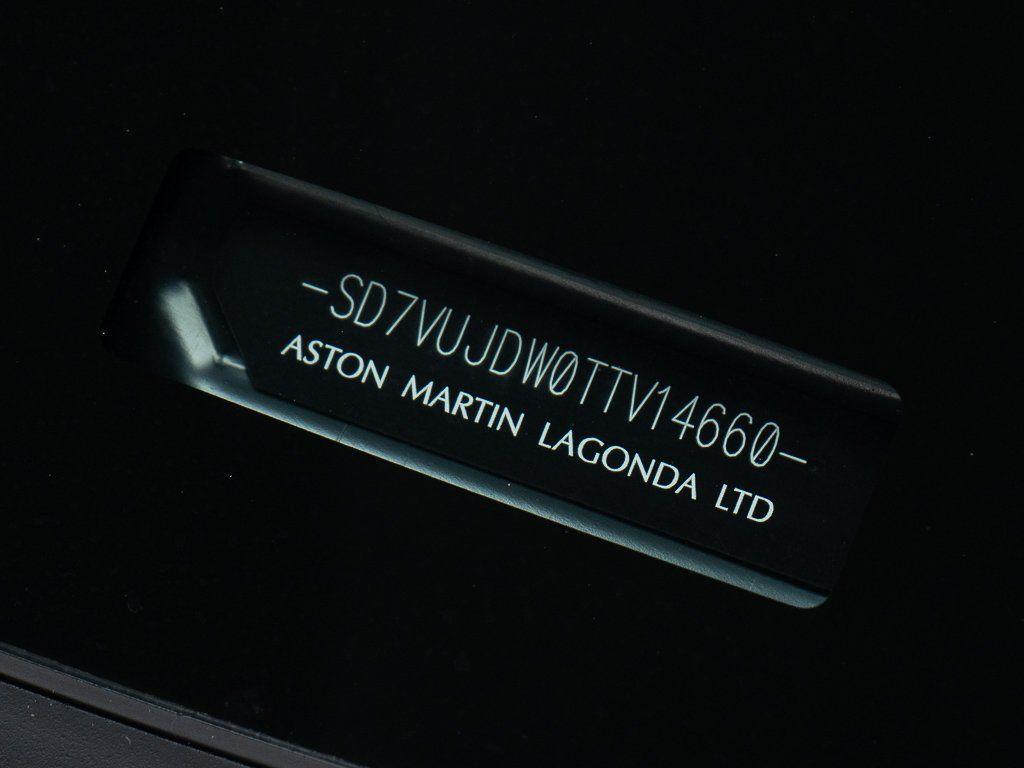 -SD7VUJDW0TTV14660-
ASTON MARTIN LAGONDA LTD